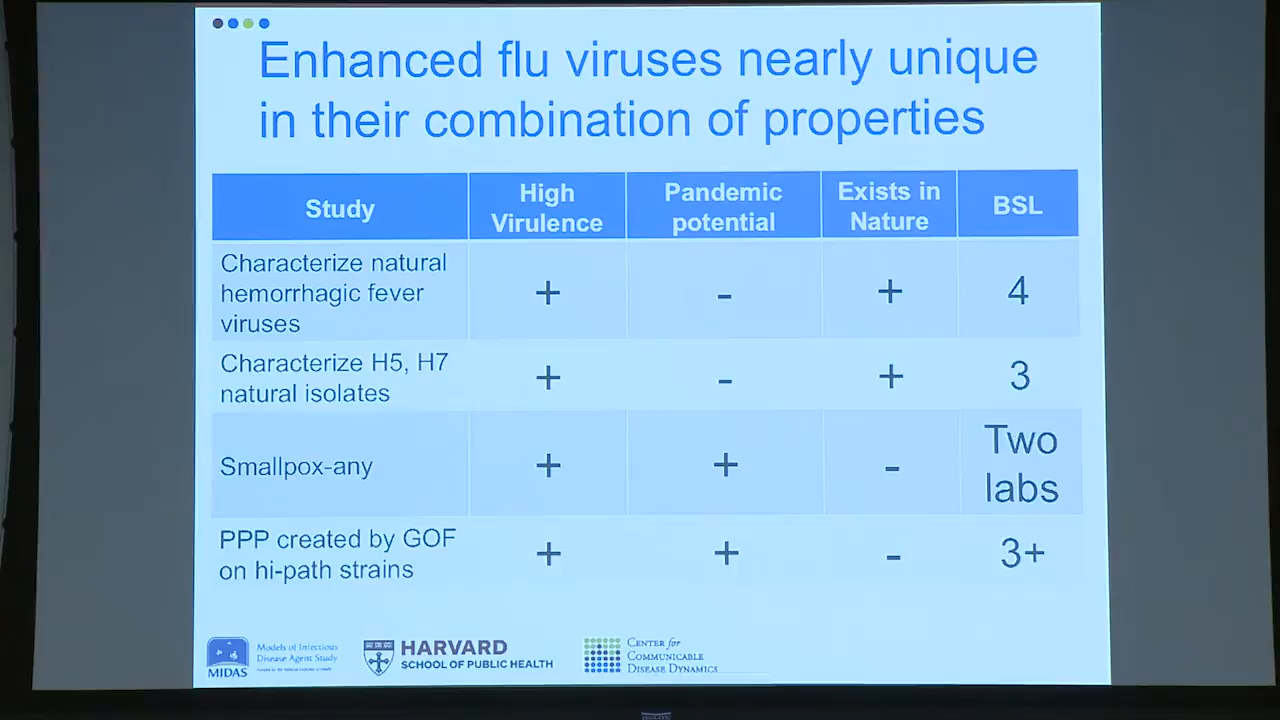 Enhanced flu viruses nearly unique
in their combination of properties
Study
High
Virulence
Pandemic
potential
Exists in
Nature
BSL
Characterize natural
hemorrhagic fever
viruses
+
-
+
4
Characterize H5, H7
natural isolates
+
-
+
3
Smallpox-any
+
+
-
Two
labs
PPP created by GOF
on hi-path strains
+
+
-
3+
MIDAS
Models of Infectious
Disease Agent Study
HARVARD
SCHOOL OF PUBLIC HEALTH
CENTER for
COMMUNICABLE
DISEASE DYNAMICS